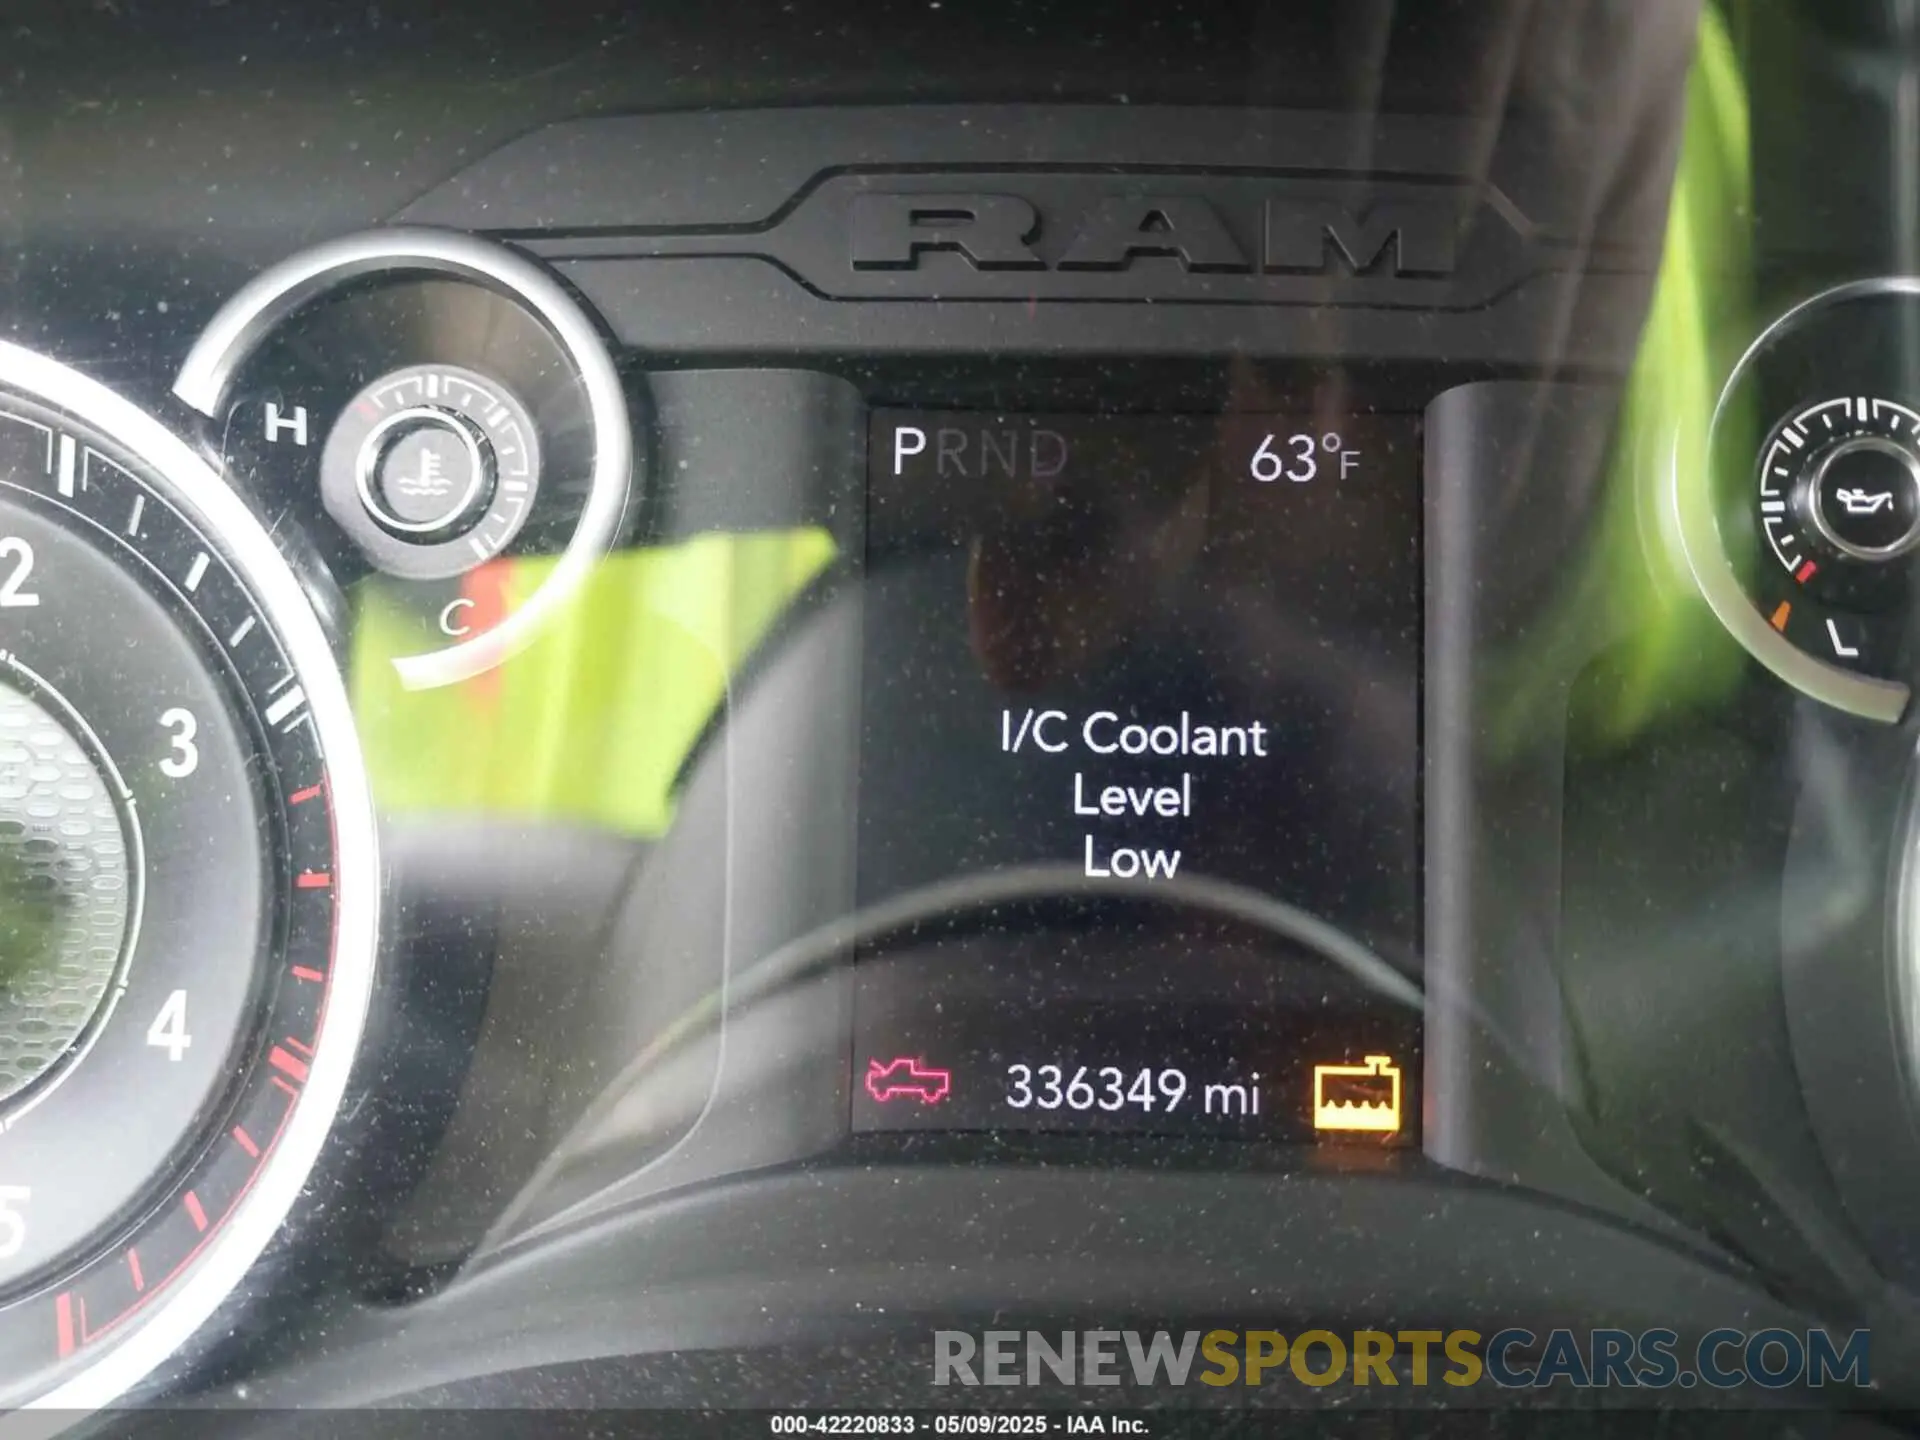 RAM
H
PRND 63°F
C
2
L
3
I/C Coolant
Level
Low
4
336349 mi
5
RENEWSPORTSCARS.COM
000-42220833 - 05/09/2025 - IAA Inc.